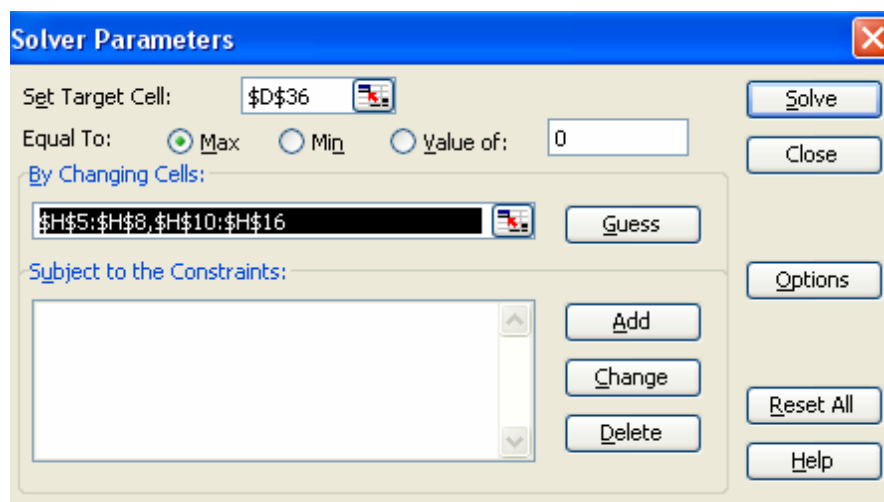 Solver Parameters
Set Target Cell: $D$36 Solve
Equal To: Max Min Value of: 0 Close
By Changing Cells:
$H$5:$H$8,$H$10:$H$16 Guess
Subject to the Constraints: Options
Add
Change
Reset All
Delete
Help